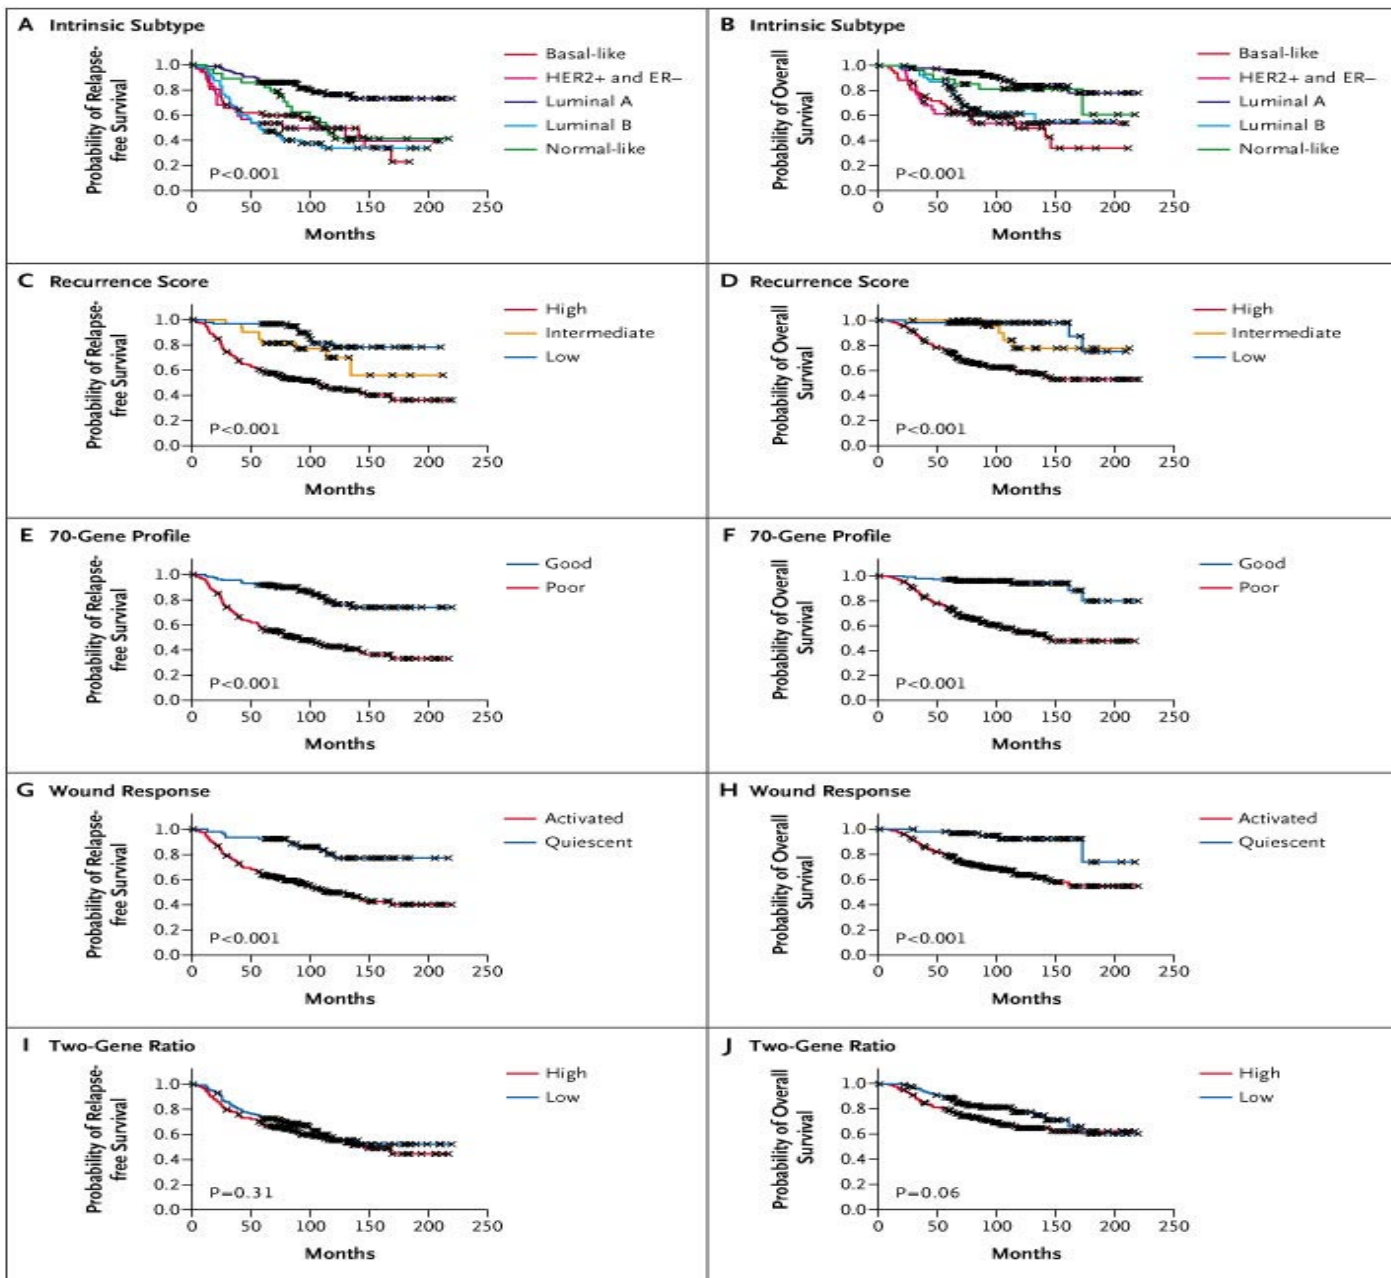 A Intrinsic Subtype
Probability of Relapse-
free Survival
1.0
0.8
0.6
0.4
0.2
0.0
P<0.001
0 50 100 150 200 250
Months
Basal-like
HER2+ and ER−
Luminal A
Luminal B
Normal-like
B Intrinsic Subtype
Probability of Overall
Survival
1.0
0.8
0.6
0.4
0.2
0.0
P<0.001
0 50 100 150 200 250
Months
Basal-like
HER2+ and ER−
Luminal A
Luminal B
Normal-like
C Recurrence Score
Probability of Relapse-
free Survival
1.0
0.8
0.6
0.4
0.2
0.0
P<0.001
0 50 100 150 200 250
Months
High
Intermediate
Low
D Recurrence Score
Probability of Overall
Survival
1.0
0.8
0.6
0.4
0.2
0.0
P<0.001
0 50 100 150 200 250
Months
High
Intermediate
Low
E 70-Gene Profile
Probability of Relapse-
free Survival
1.0
0.8
0.6
0.4
0.2
0.0
P<0.001
0 50 100 150 200 250
Months
Good
Poor
F 70-Gene Profile
Probability of Overall
Survival
1.0
0.8
0.6
0.4
0.2
0.0
P<0.001
0 50 100 150 200 250
Months
Good
Poor
G Wound Response
Probability of Relapse-
free Survival
1.0
0.8
0.6
0.4
0.2
0.0
P<0.001
0 50 100 150 200 250
Months
Activated
Quiescent
H Wound Response
Probability of Overall
Survival
1.0
0.8
0.6
0.4
0.2
0.0
P<0.001
0 50 100 150 200 250
Months
Activated
Quiescent
I Two-Gene Ratio
Probability of Relapse-
free Survival
1.0
0.8
0.6
0.4
0.2
0.0
P=0.31
0 50 100 150 200 250
Months
High
Low
J Two-Gene Ratio
Probability of Overall
Survival
1.0
0.8
0.6
0.4
0.2
0.0
P=0.06
0 50 100 150 200 250
Months
High
Low